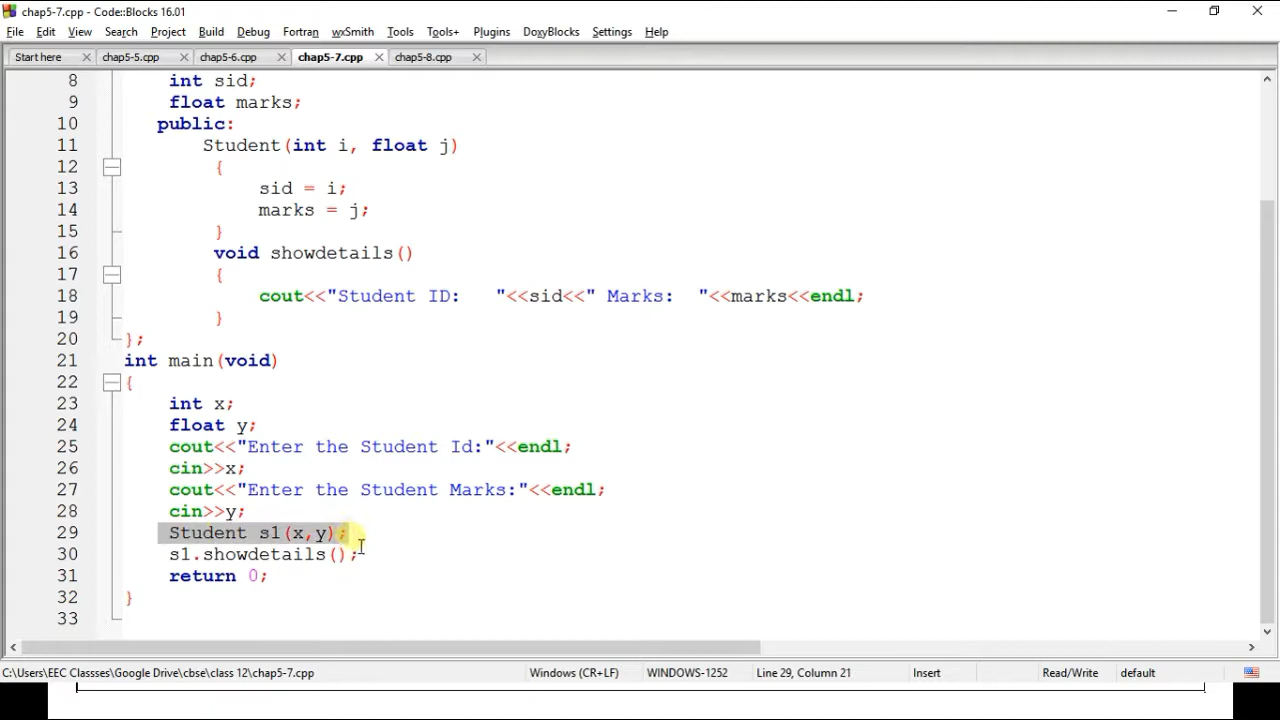 chap5-7.cpp - Code::Blocks 16.01
File Edit View Search Project Build Debug Fortran wxSmith Tools Tools+ Plugins DoxyBlocks Settings Help
Start here chap5-5.cpp chap5-6.cpp chap5-7.cpp chap5-8.cpp
8 int sid;
9 float marks;
10 public:
11 Student(int i, float j)
12 {
13 sid = i;
14 marks = j;
15 }
16 void showdetails()
17 {
18 cout<<"Student ID:   "<<sid<<" Marks:  "<<marks<<endl;
19 }
20 };
21 int main(void)
22 {
23 int x;
24 float y;
25 cout<<"Enter the Student Id:"<<endl;
26 cin>>x;
27 cout<<"Enter the Student Marks:"<<endl;
28 cin>>y;
29 Student s1(x,y);
30 s1.showdetails();
31 return 0;
32 }
33
C:\Users\EEC Classses\Google Drive\cbse\class 12\chap5-7.cpp Windows (CR+LF) WINDOWS-1252 Line 29, Column 21 Insert Read/Write default